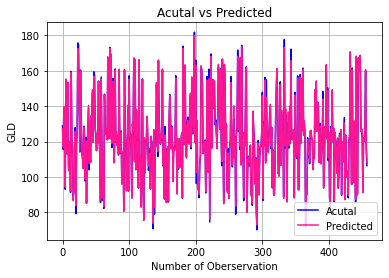 Acutal vs Predicted
GLD
180
160
140
120
100
80
0
100
200
300
400
Number of Oberservation
Acutal
Predicted